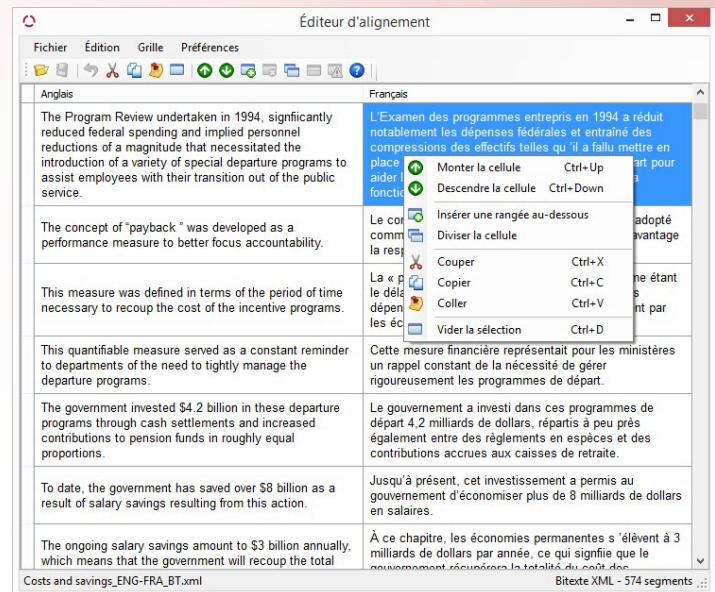 Éditeur d'alignement
Fichier Édition Grille Préférences
Anglais Français
The Program Review undertaken in 1994, signfiicantly
reduced federal spending and implied personnel
reductions of a magnitude that necessitated the
introduction of a variety of special departure programs to
assist employees with their transition out of the public
service.
L'Examen des programmes entrepris en 1994 a réduit
notablement les dépenses fédérales et entraîné des
compressions des effectifs telles qu 'il a fallu mettre en
place
art pour
aider
a
fonctio
Monter la cellule Ctrl+Up
Descendre la cellule Ctrl+Down
Insérer une rangée au-dessous
Diviser la cellule
Couper Ctrl+X
Copier Ctrl+C
Coller Ctrl+V
Vider la sélection Ctrl+D
The concept of “payback ” was developed as a
performance measure to better focus accountability.
Le con
adopté
comm
avantage
la resp
This measure was defined in terms of the period of time
necessary to recoup the cost of the incentive programs.
La « p
me étant
le déla
s
dépen
nt par
les éc
This quantifiable measure served as a constant reminder
to departments of the need to tightly manage the
departure programs.
Cette mesure financière représentait pour les ministères
un rappel constant de la nécessité de gérer
rigoureusement les programmes de départ.
The government invested $4.2 billion in these departure
programs through cash settlements and increased
contributions to pension funds in roughly equal
proportions.
Le gouvernement a investi dans ces programmes de
départ 4,2 milliards de dollars, répartis à peu près
également entre des règlements en espèces et des
contributions accrues aux caisses de retraite.
To date, the government has saved over $8 billion as a
result of salary savings resulting from this action.
Jusqu'à présent, cet investissement a permis au
gouvernement d'économiser plus de 8 milliards de dollars
en salaires.
The ongoing salary savings amount to $3 billion annually,
which means that the government will recoup the total
À ce chapitre, les économies permanentes s 'élèvent à 3
milliards de dollars par année, ce qui signfiie que le
gouvernement récupérera la totalité du coût des
Costs and savings_ENG-FRA_BT.xml Bitexte XML - 574 segments